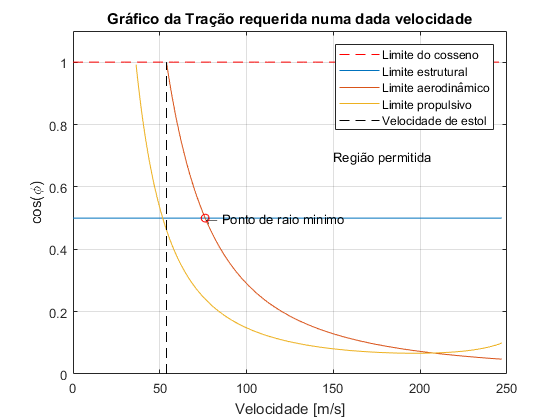 Gráfico da Tração requerida numa dada velocidade
1
0.8
0.6
0.4
0.2
0
cos(ϕ)
Limite do cosseno
Limite estrutural
Limite aerodinâmico
Limite propulsivo
Velocidade de estol
Região permitida
← Ponto de raio minimo
0 50 100 150 200 250
Velocidade [m/s]